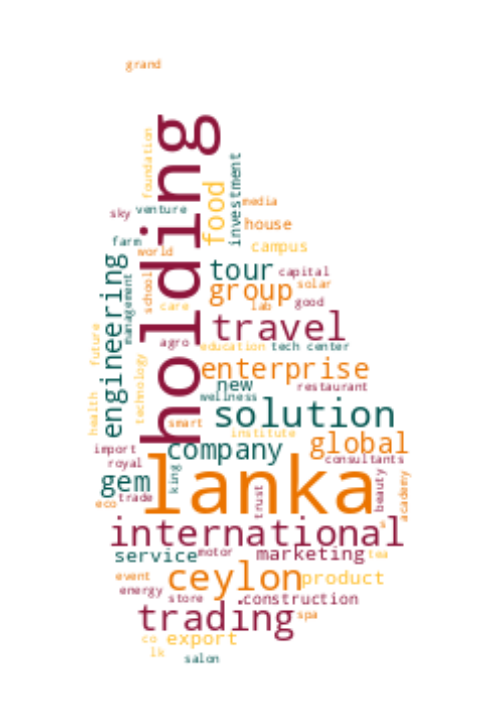 grand
holding
foundation
investment
food
media
sky
venture
house
farm
world
campus
engineering
management
school
tour
capital
group
solar
care
lab
good
travel
agro
education
tech center
future
technology
enterprise
new
restaurant
wellness
health
smart
solution
institute
company
global
import
royal
consultants
king
gem
lanka
beauty
academy
trade
eco
trust
s
international
service
motor
marketing
tea
event
ceylon
product
energy
store
construction
trading
spa
co
export
lk
salon